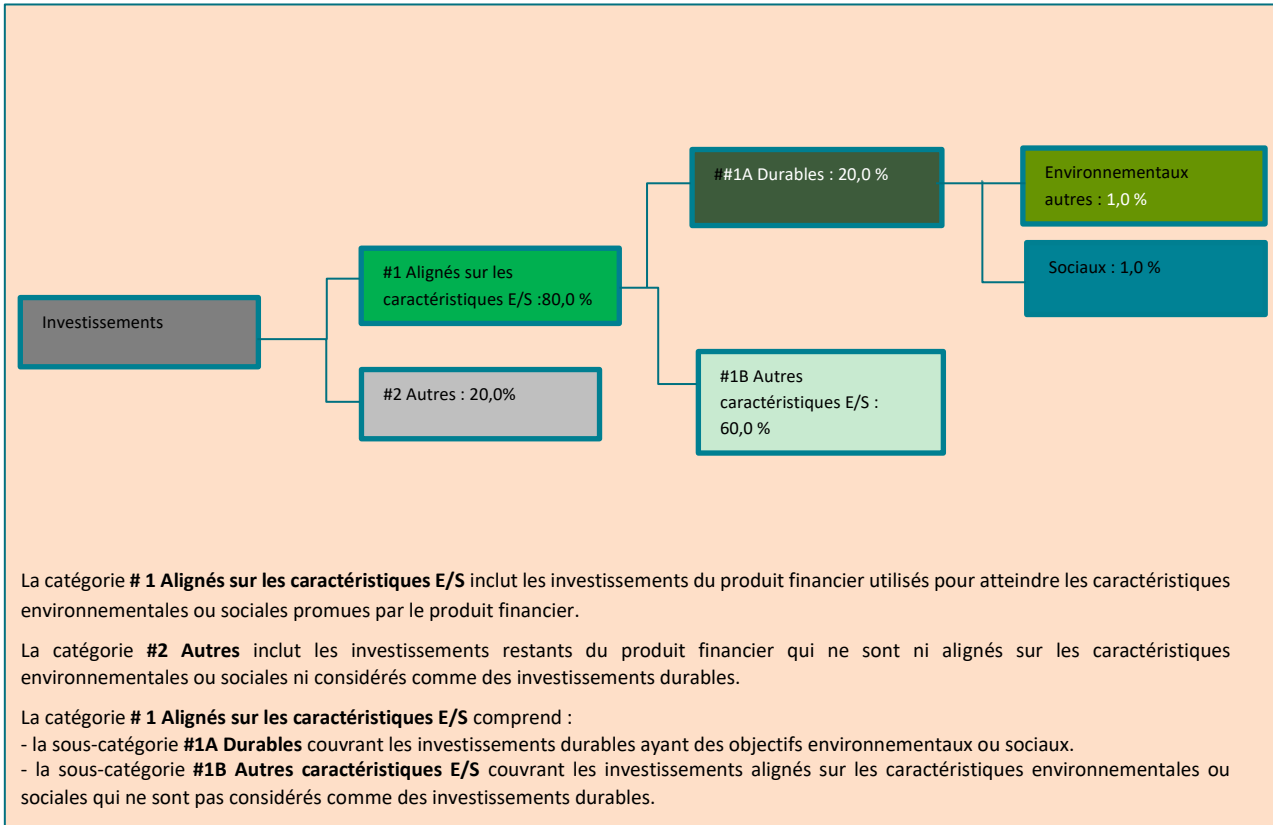 ##1A Durables : 20,0 %
Environnementaux
autres : 1,0 %
#1 Alignés sur les
caractéristiques E/S :80,0 %
Sociaux : 1,0 %
Investissements
#2 Autres : 20,0%
#1B Autres
caractéristiques E/S :
60,0 %
La catégorie # 1 Alignés sur les caractéristiques E/S inclut les investissements du produit financier utilisés pour atteindre les caractéristiques
environnementales ou sociales promues par le produit financier.
La catégorie #2 Autres inclut les investissements restants du produit financier qui ne sont ni alignés sur les caractéristiques
environnementales ou sociales ni considérés comme des investissements durables.
La catégorie # 1 Alignés sur les caractéristiques E/S comprend :
- la sous-catégorie #1A Durables couvrant les investissements durables ayant des objectifs environnementaux ou sociaux.
- la sous-catégorie #1B Autres caractéristiques E/S couvrant les investissements alignés sur les caractéristiques environnementales ou
sociales qui ne sont pas considérés comme des investissements durables.